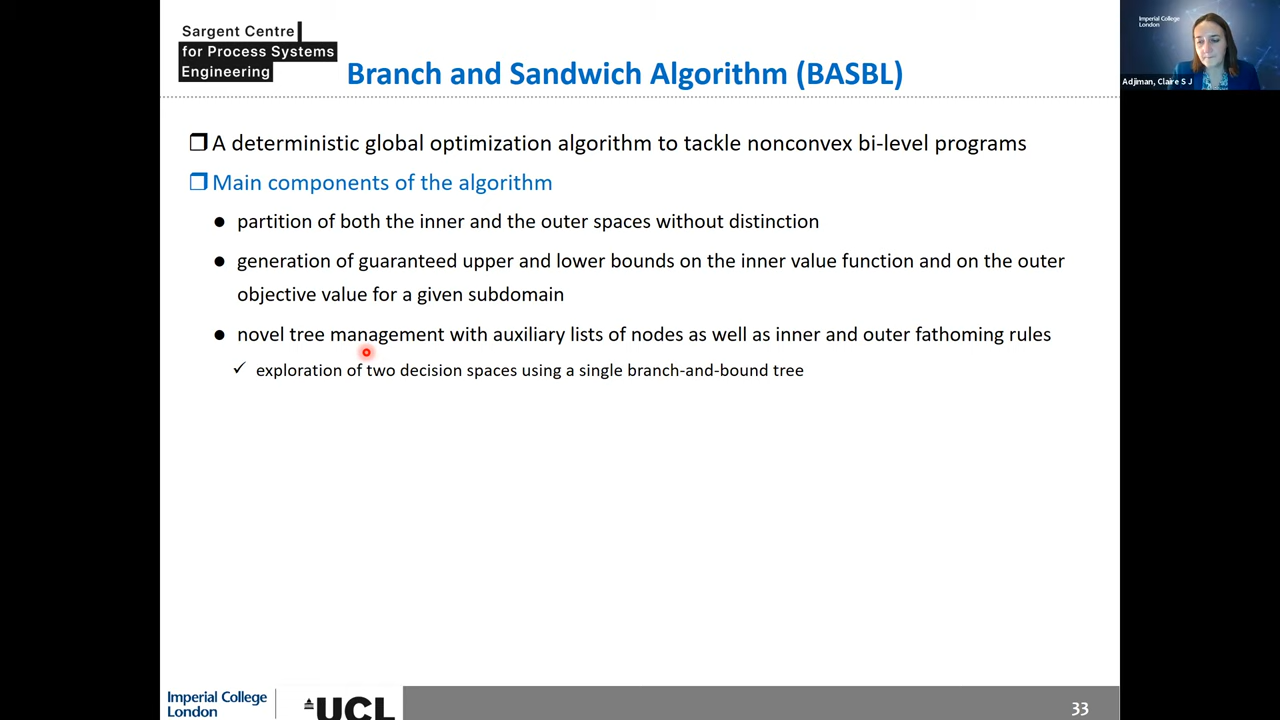 Sargent Centre
for Process Systems
Engineering
Branch and Sandwich Algorithm (BASBL)
Imperial College
London
Adjiman, Claire S J
❒ A deterministic global optimization algorithm to tackle nonconvex bi-level programs
❒ Main components of the algorithm
● partition of both the inner and the outer spaces without distinction
● generation of guaranteed upper and lower bounds on the inner value function and on the outer
objective value for a given subdomain
● novel tree management with auxiliary lists of nodes as well as inner and outer fathoming rules
✓ exploration of two decision spaces using a single branch-and-bound tree
Imperial College
London
UCL
33